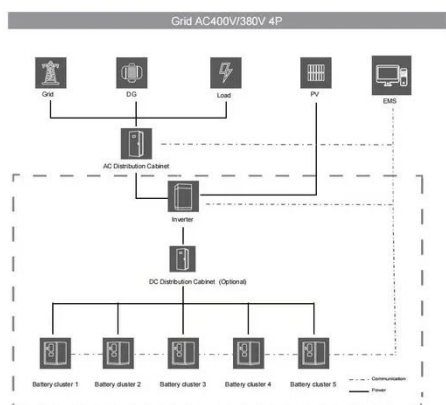 Grid AC400V/380V 4P
Grid
DG
Load
PV
EMS
AC Distribution Cabinet
Inverter
DC Distribution Cabinet (Optional)
Battery cluster 1
Battery cluster 2
Battery cluster 3
Battery cluster 4
Battery cluster 5
Communication
Power